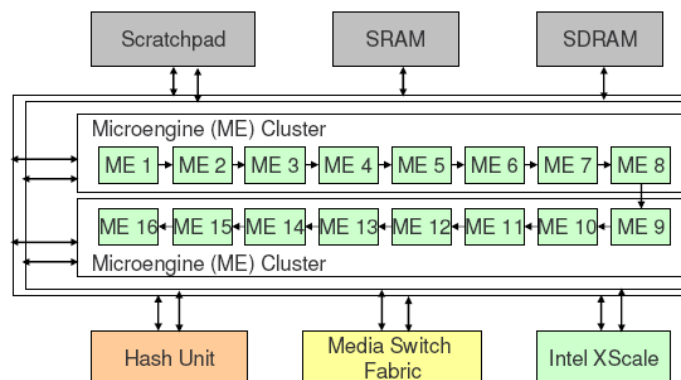 Scratchpad
SRAM
SDRAM
Microengine (ME) Cluster
ME 1
ME 2
ME 3
ME 4
ME 5
ME 6
ME 7
ME 8
ME 16
ME 15
ME 14
ME 13
ME 12
ME 11
ME 10
ME 9
Microengine (ME) Cluster
Hash Unit
Media Switch
Fabric
Intel XScale